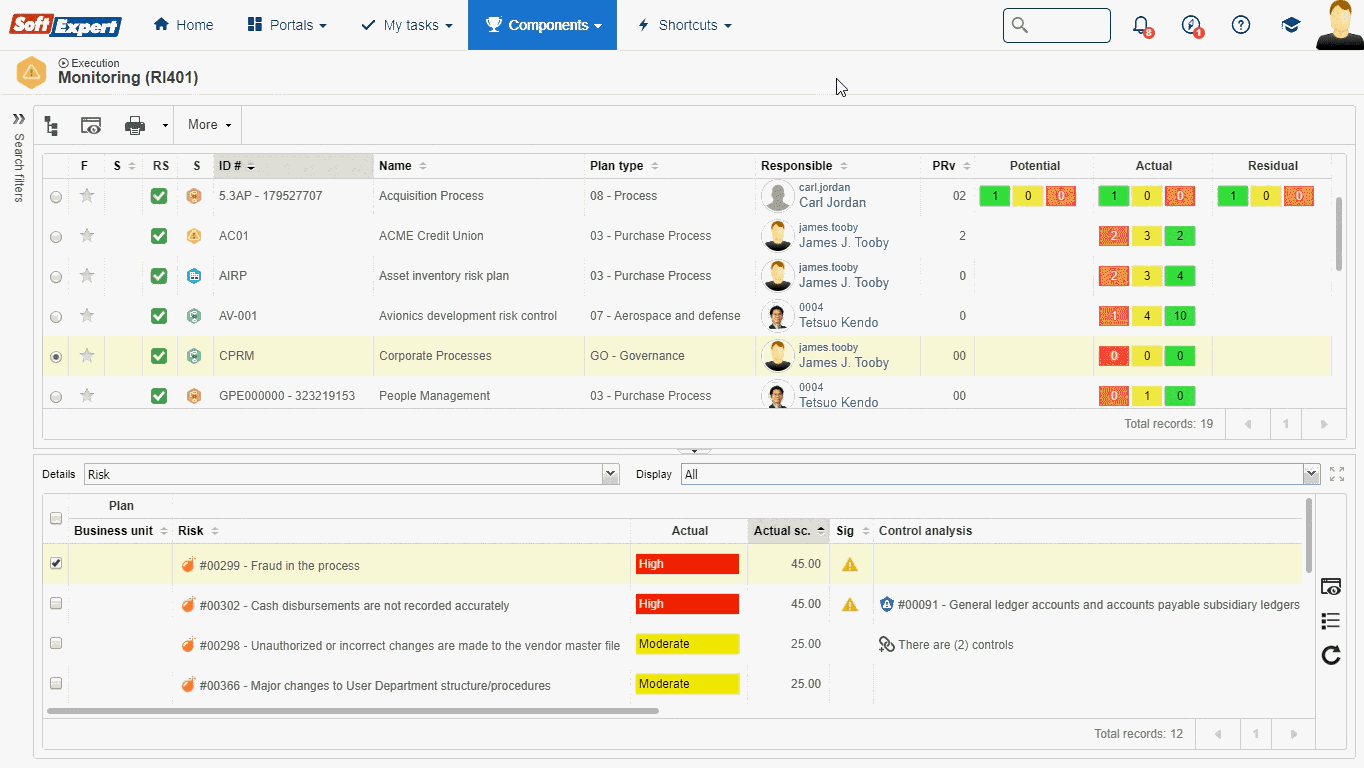 Soft Expert
Home
Portals
My tasks
Components
Shortcuts
8
1
Execution
Monitoring (RI401)
Search filters
More
F S RS S ID # Name Plan type Responsible PRv Potential Actual Residual
5.3AP - 179527707 Acquisition Process 08 - Process carl.jordan Carl Jordan 02 1 0 0 1 0 0 1 0 0
AC01 ACME Credit Union 03 - Purchase Process james.tooby James J. Tooby 2 2 3 2
AIRP Asset inventory risk plan 03 - Purchase Process james.tooby James J. Tooby 0 2 3 4
AV-001 Avionics development risk control 07 - Aerospace and defense 0004 Tetsuo Kendo 0 1 4 10
CPRM Corporate Processes GO - Governance james.tooby James J. Tooby 00 0 0 0
GPE000000 - 323219153 People Management 03 - Purchase Process 0004 Tetsuo Kendo 00 0 1 0
Total records: 19 1
Details Risk Display All
Plan
Business unit Risk Actual Actual sc. Sig Control analysis
#00299 - Fraud in the process High 45.00
#00302 - Cash disbursements are not recorded accurately High 45.00 #00091 - General ledger accounts and accounts payable subsidiary ledgers
#00298 - Unauthorized or incorrect changes are made to the vendor master file Moderate 25.00 There are (2) controls
#00366 - Major changes to User Department structure/procedures Moderate 25.00
Total records: 12 1